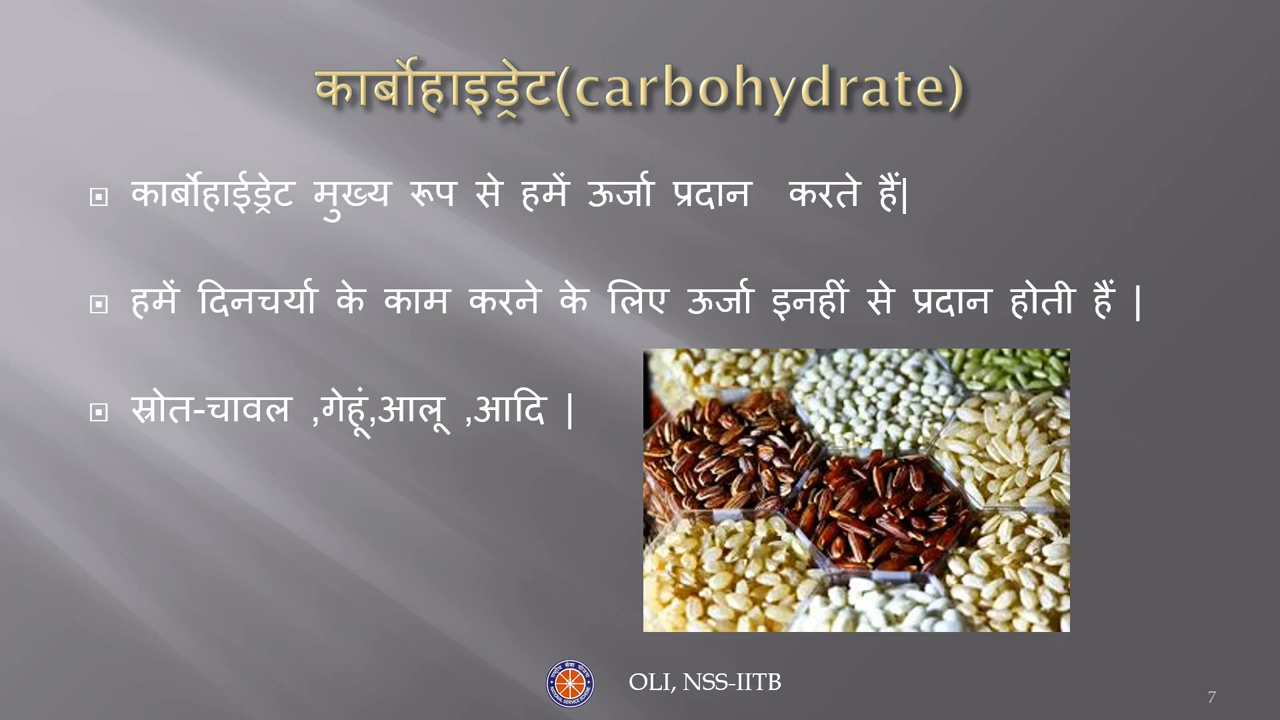 कार्बोहाइड्रेट(carbohydrate)
कार्बोहाईड्रेट मुख्य रूप से हमें ऊर्जा प्रदान करते हैं|
हमें दिनचर्या के काम करने के लिए ऊर्जा इनहीं से प्रदान होती हैं |
स्रोत-चावल ,गेहूं,आलू ,आदि |
OLI, NSS-IITB
7